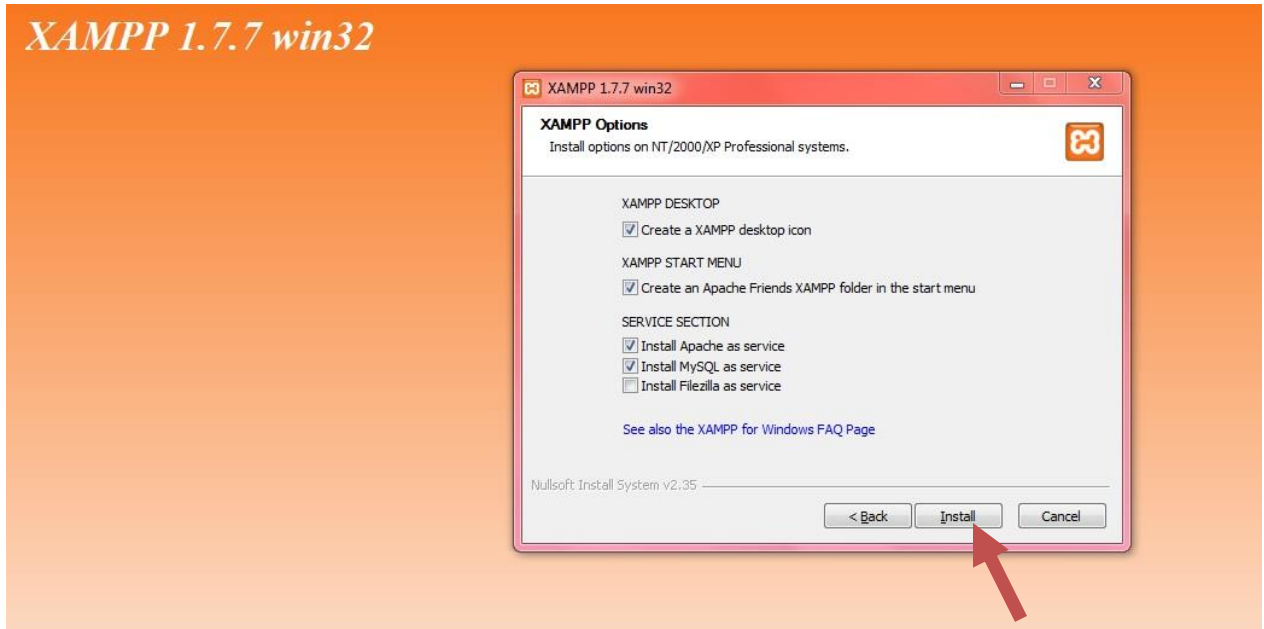 XAMPP 1.7.7 win32
XAMPP 1.7.7 win32
XAMPP Options
Install options on NT/2000/XP Professional systems.
XAMPP DESKTOP
Create a XAMPP desktop icon
XAMPP START MENU
Create an Apache Friends XAMPP folder in the start menu
SERVICE SECTION
Install Apache as service
Install MySQL as service
Install Filezilla as service
See also the XAMPP for Windows FAQ Page
Nullsoft Install System v2.35
< Back Install Cancel